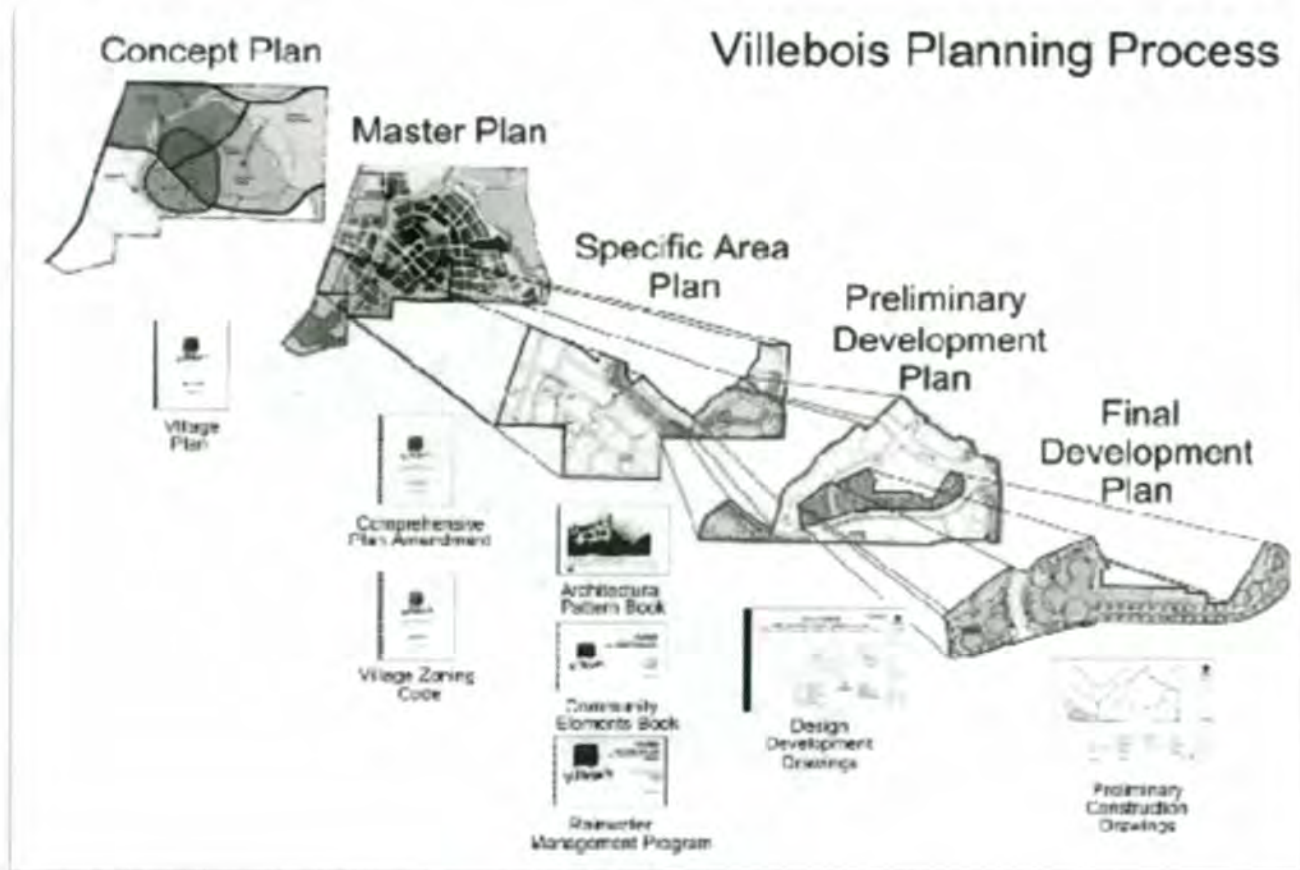 Villebois Planning Process
Concept Plan
Master Plan
Specific Area
Plan
Preliminary
Development
Plan
Final
Development
Plan
Village
Plan
Comprehensive
Plan Amendment
Village Zoning
Code
Architectural
Pattern Book
Community
Elements Book
Rainwater
Management Program
Design
Development
Drawings
Preliminary
Construction
Drawings